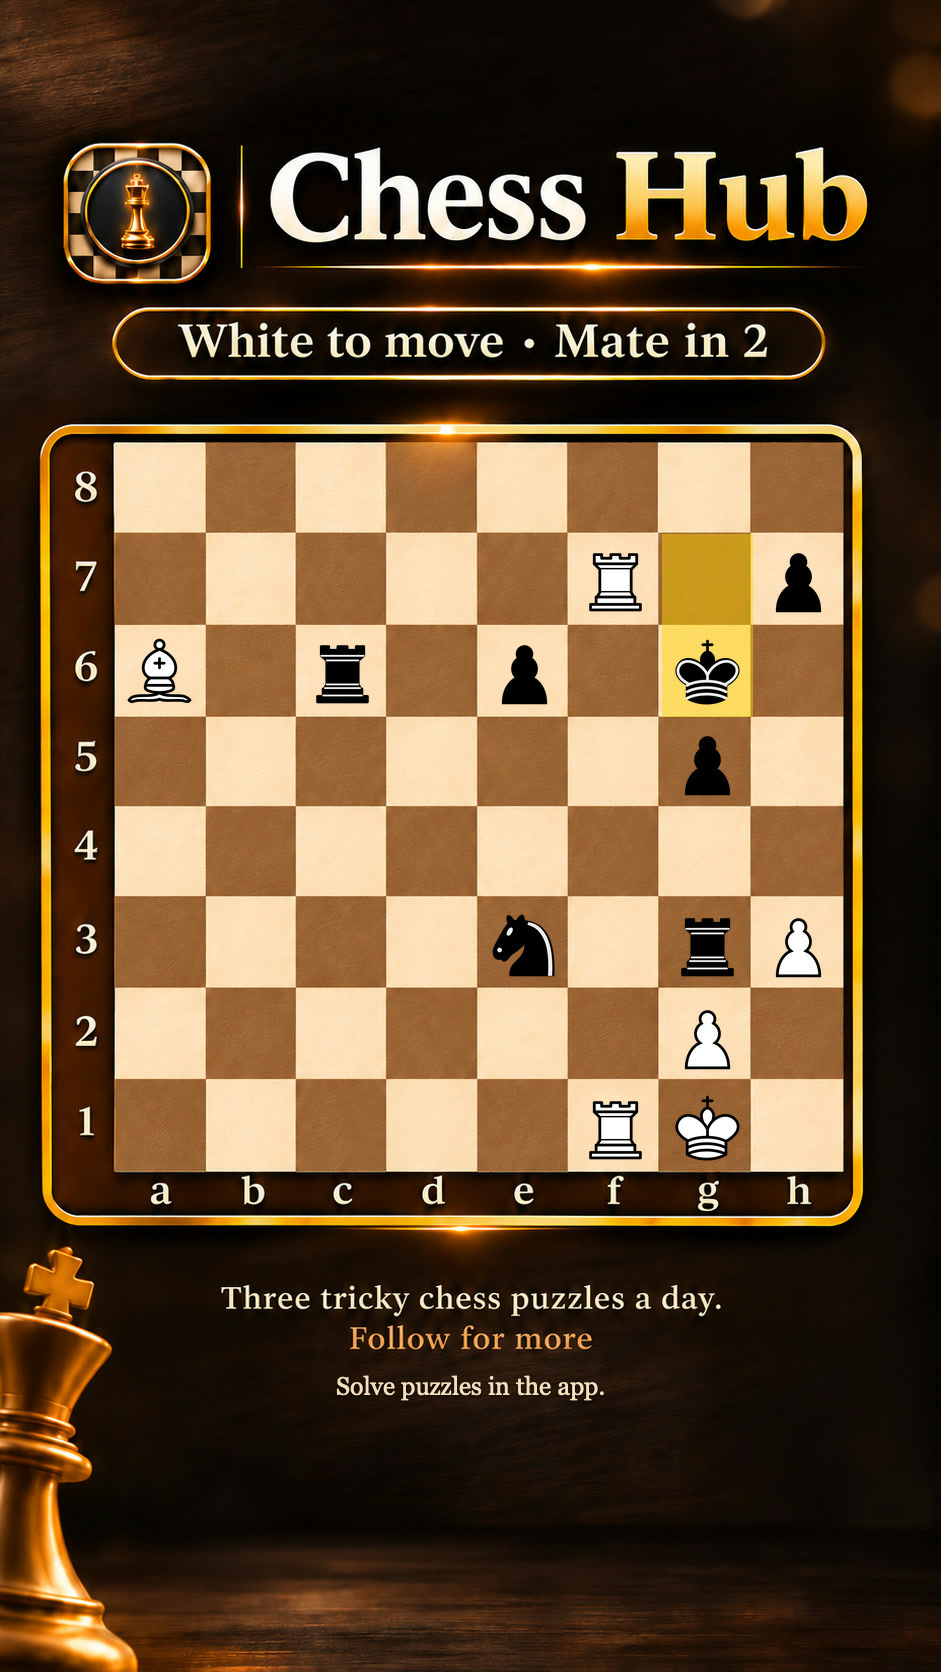 Chess Hub
White to move • Mate in 2
8
7
6
5
4
3
2
1
a b c d e f g h
Three tricky chess puzzles a day.
Follow for more
Solve puzzles in the app.